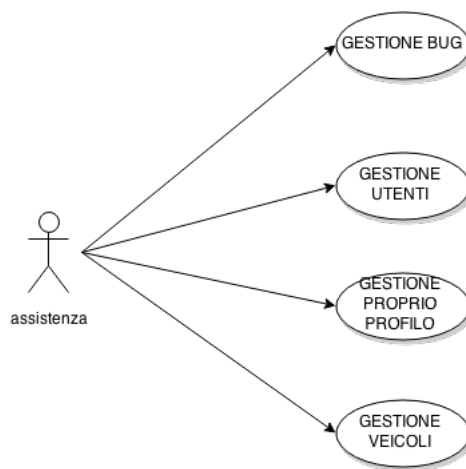 GESTIONE BUG
GESTIONE
UTENTI
assistenza
GESTIONE
PROPRIO
PROFILO
GESTIONE
VEICOLI